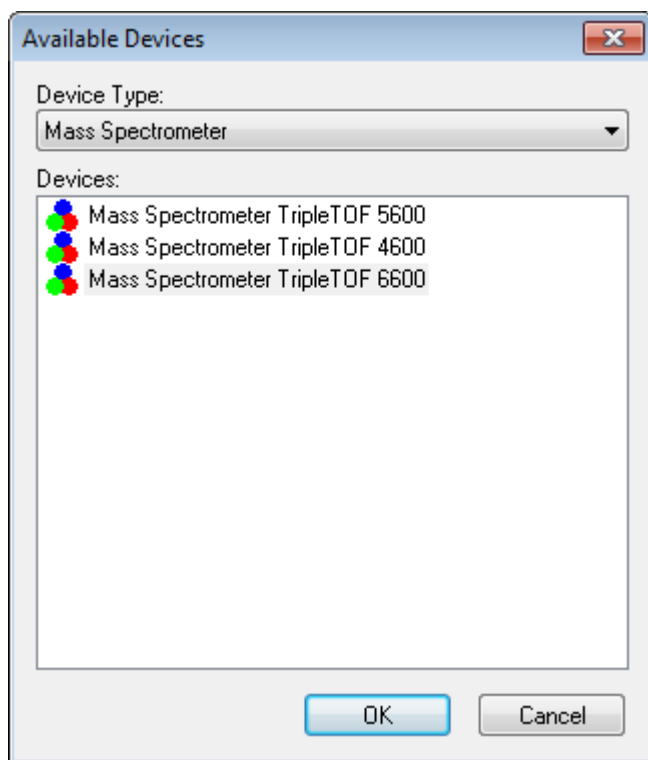 Available Devices
Device Type:
Mass Spectrometer
Devices:
Mass Spectrometer TripleTOF 5600
Mass Spectrometer TripleTOF 4600
Mass Spectrometer TripleTOF 6600
OK Cancel